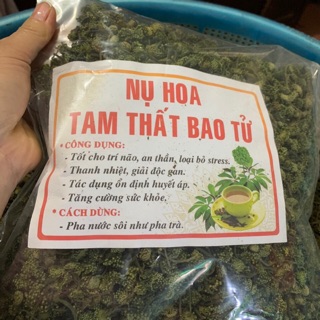 NỤ HOA
TAM THẤT BAO TỬ
* CÔNG DỤNG:
- Tốt cho trí não, an thần, loại bỏ stress.
- Thanh nhiệt, giải độc gan.
- Tác dụng ổn định huyết áp.
- Tăng cường sức khỏe.
* CÁCH DÙNG:
- Pha nước sôi như pha trà.